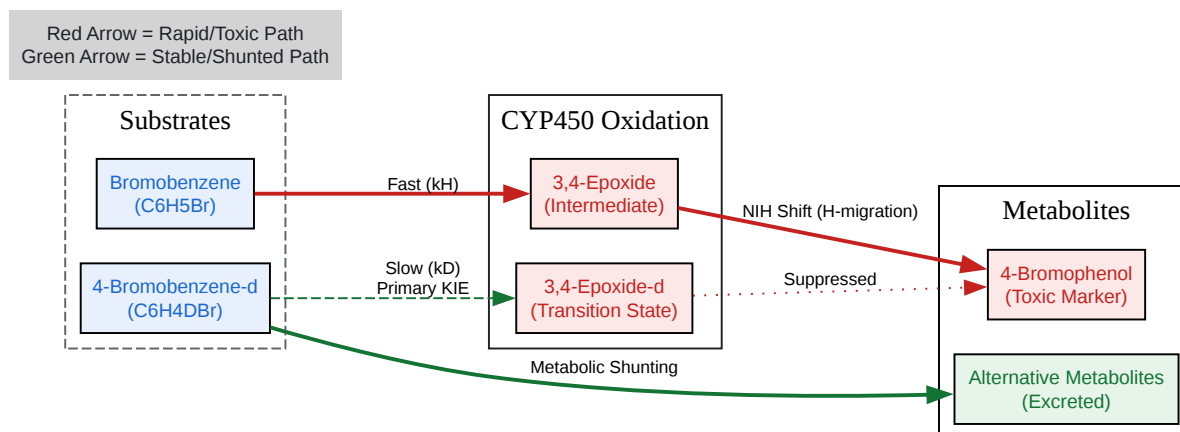 Red Arrow = Rapid/Toxic Path
Green Arrow = Stable/Shunted Path
Substrates
CYP450 Oxidation
Bromobenzene
(C6H5Br)
Fast (kH)
3,4-Epoxide
(Intermediate)
NIH Shift (H-migration)
Metabolites
4-Bromobenzene-d
(C6H4DBr)
Slow (kD)
Primary KIE
3,4-Epoxide-d
(Transition State)
Suppressed
4-Bromophenol
(Toxic Marker)
Metabolic Shunting
Alternative Metabolites
(Excreted)